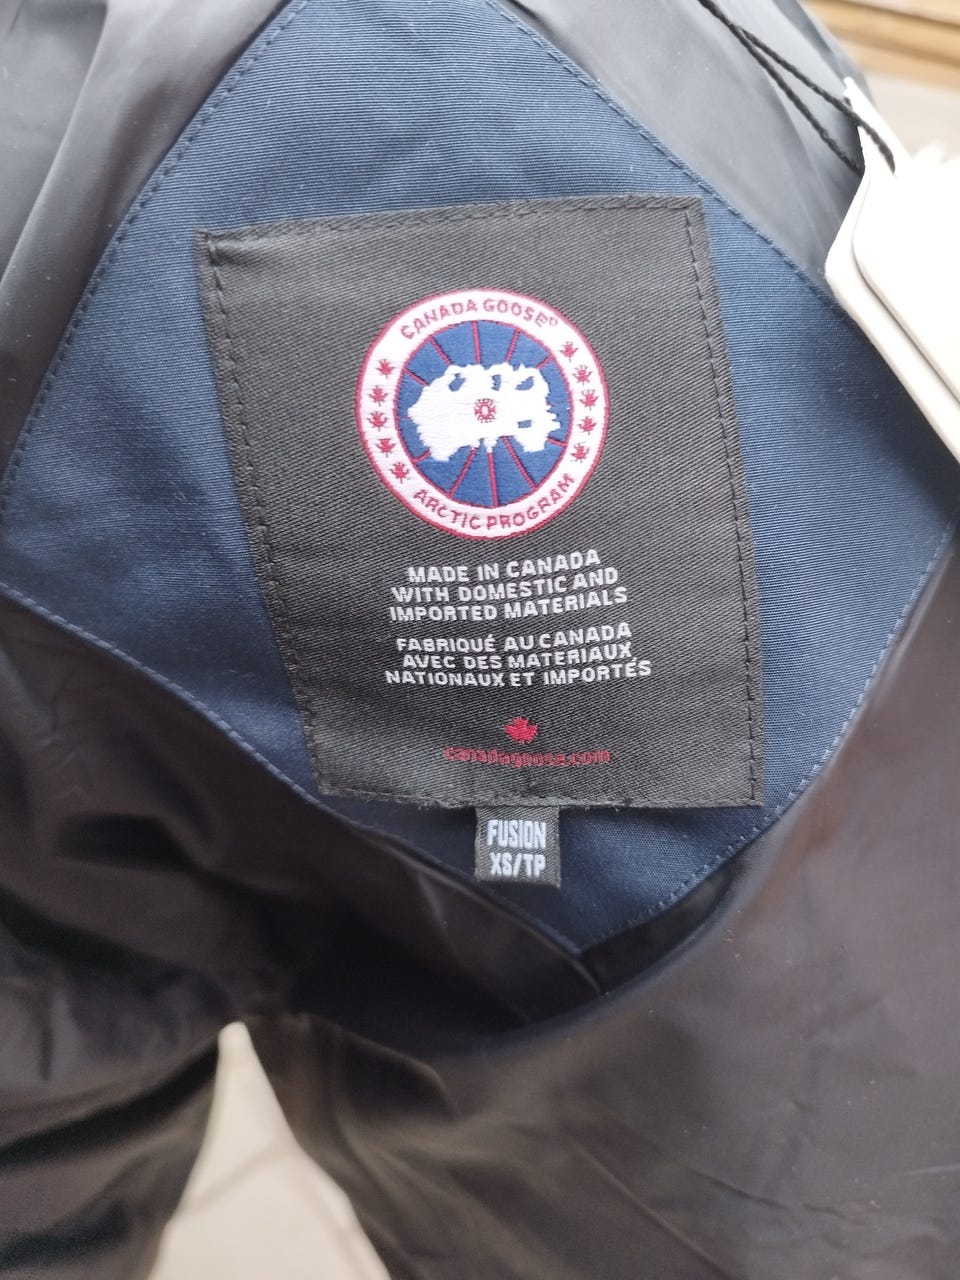 CANADA GOOSE®
ARCTIC PROGRAM
MADE IN CANADA
WITH DOMESTIC AND
IMPORTED MATERIALS
FABRIQUÉ AU CANADA
AVEC DES MATERIAUX
NATIONAUX ET IMPORTÉS
canadagoose.com
FUSION
XS/TP